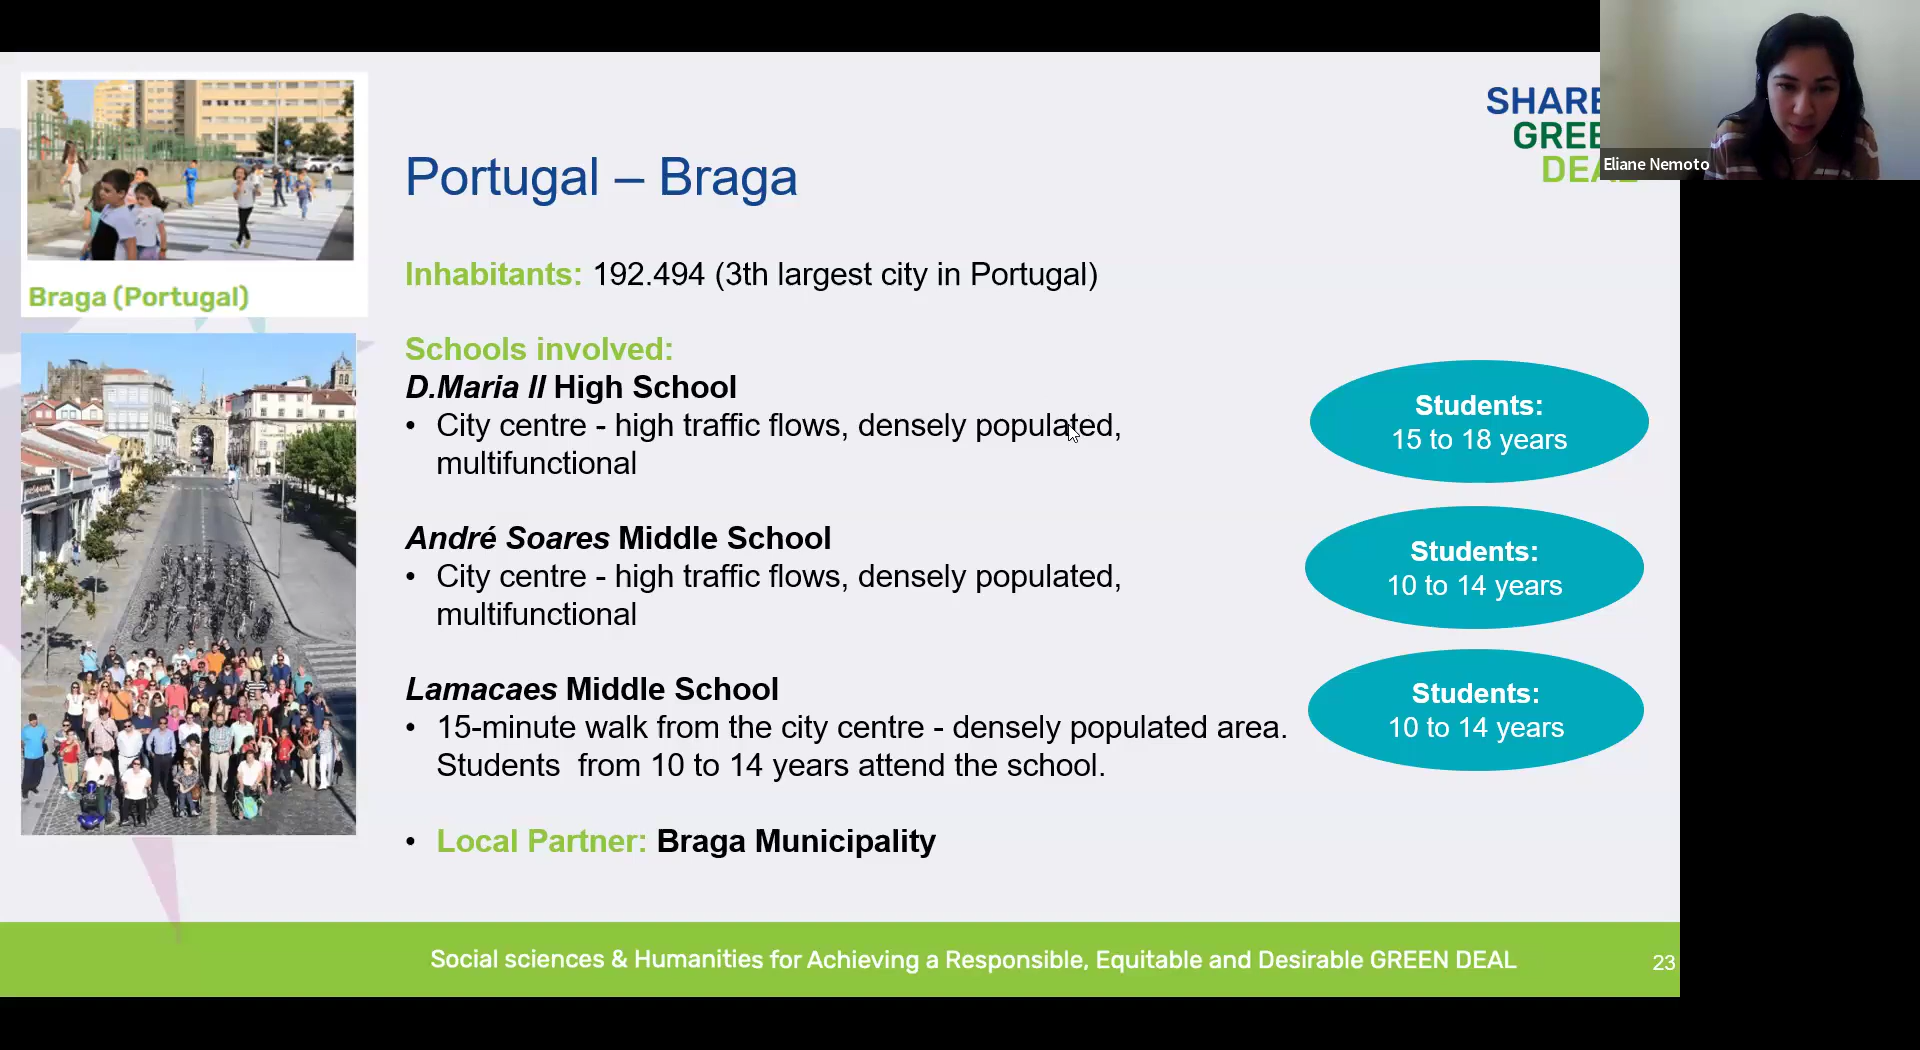 SHARE
GREE
DEAL
Eliane Nemoto
Braga (Portugal)
Portugal – Braga
Inhabitants: 192.494 (3th largest city in Portugal)
Schools involved:
D.Maria II High School
• City centre - high traffic flows, densely populated,
multifunctional
Students:
15 to 18 years
André Soares Middle School
• City centre - high traffic flows, densely populated,
multifunctional
Students:
10 to 14 years
Lamacaes Middle School
• 15-minute walk from the city centre - densely populated area.
Students from 10 to 14 years attend the school.
Students:
10 to 14 years
• Local Partner: Braga Municipality
Social sciences & Humanities for Achieving a Responsible, Equitable and Desirable GREEN DEAL
23